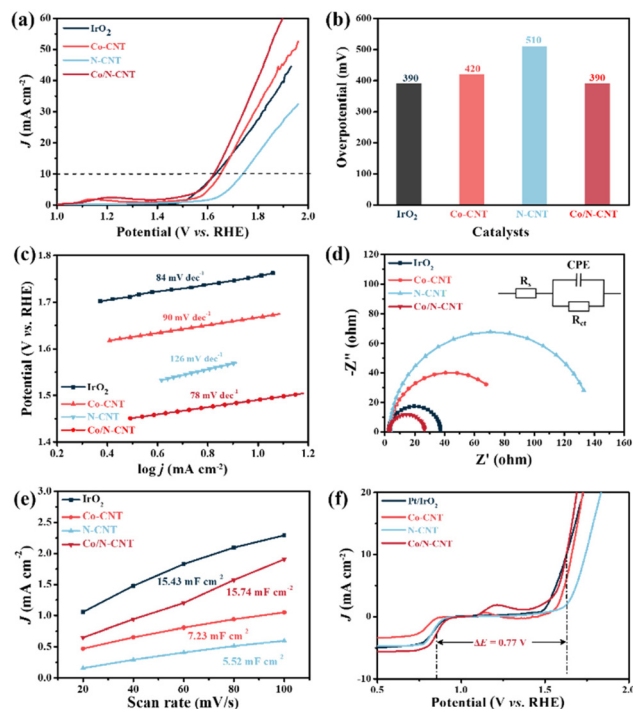 (a)
IrO2
Co-CNT
N-CNT
Co/N-CNT
J (mA cm-2)
60
50
40
30
20
10
0
1.0 1.2 1.4 1.6 1.8 2.0
Potential (V vs. RHE)
(b)
Overpotential (mV)
600
500
400
300
200
100
0
390
420
510
390
IrO2 Co-CNT N-CNT Co/N-CNT
Catalysts
(c)
Potential (V vs. RHE)
1.8
1.7
1.6
1.5
1.4
84 mV dec-1
90 mV dec-1
126 mV dec-1
78 mV dec-1
IrO2
Co-CNT
N-CNT
Co/N-CNT
0.0 0.4 0.8 1.2
log j (mA cm-2)
(d)
IrO2
Co-CNT
N-CNT
Co/N-CNT
CPE
Rs
Rct
-Z'' (ohm)
120
100
80
60
40
20
0
0 20 40 60 80 100 120 140 160
Z' (ohm)
(e)
IrO2
Co-CNT
N-CNT
Co/N-CNT
J (mA cm-2)
3.0
2.5
2.0
1.5
1.0
0.5
0.0
15.43 mF cm-2
15.74 mF cm-2
7.23 mF cm-2
5.52 mF cm-2
20 40 60 80 100
Scan rate (mV/s)
(f)
Pt/IrO2
Co-CNT
N-CNT
Co/N-CNT
J (mA cm-2)
20
10
0
-10
ΔE = 0.77 V
0.5 1.0 1.5 2.0
Potential (V vs. RHE)